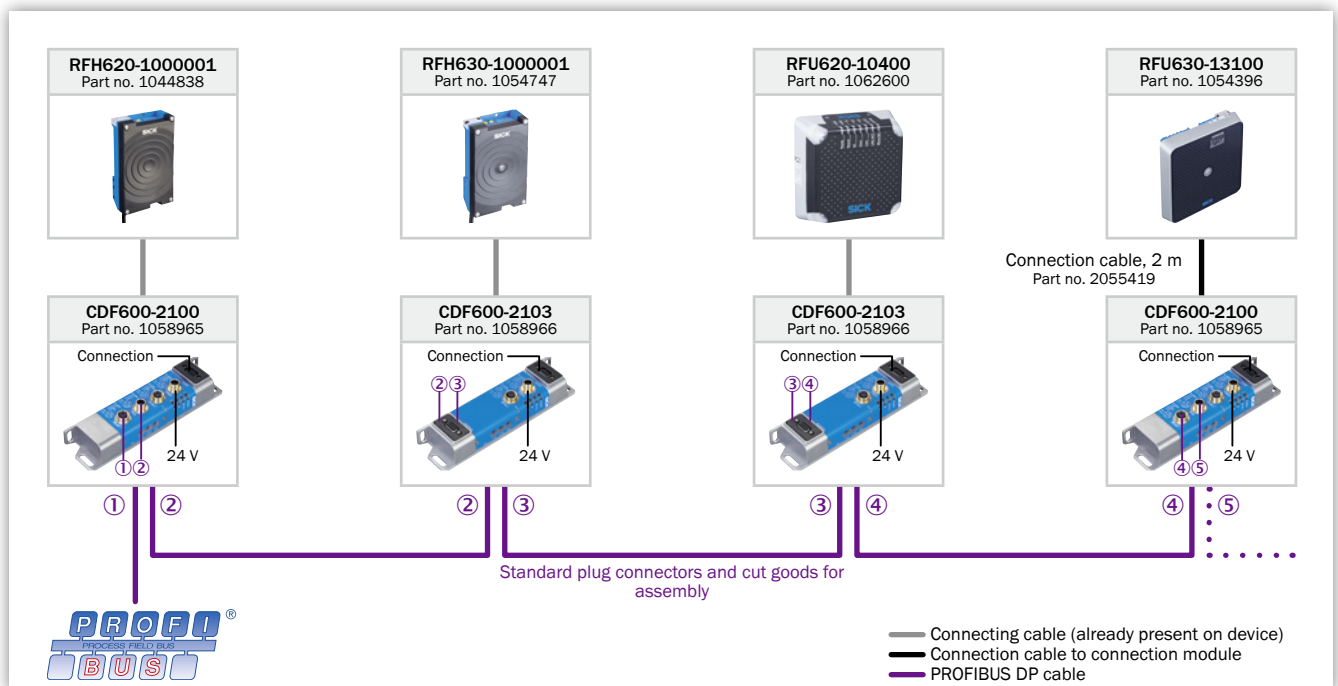 RFH620-1000001
Part no. 1044838
RFH630-1000001
Part no. 1054747
RFU620-10400
Part no. 1062600
RFU630-13100
Part no. 1054396
SICK
SICK
SICK
Connection cable, 2 m
Part no. 2055419
CDF600-2100
Part no. 1058965
Connection
①②
24 V
CDF600-2103
Part no. 1058966
Connection
②③
24 V
CDF600-2103
Part no. 1058966
Connection
③④
24 V
CDF600-2100
Part no. 1058965
Connection
④⑤
24 V
① ②
② ③
③ ④
④ ⑤
Standard plug connectors and cut goods for
assembly
PROFI®
PROCESS FIELD BUS
BUS
Connecting cable (already present on device)
Connection cable to connection module
PROFIBUS DP cable